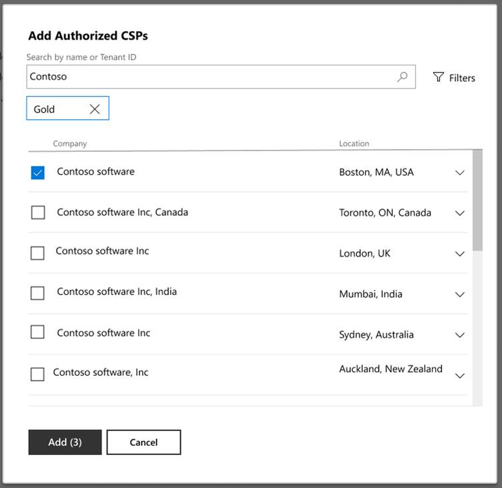 Add Authorized CSPs
Search by name or Tenant ID
Contoso
Filters
Gold
Company Location
Contoso software Boston, MA, USA
Contoso software Inc, Canada Toronto, ON, Canada
Contoso software Inc London, UK
Contoso software Inc, India Mumbai, India
Contoso software Inc Sydney, Australia
Contoso software, Inc Auckland, New Zealand
Add (3) Cancel